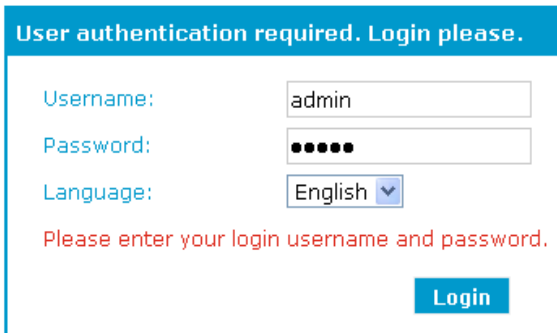 User authentication required. Login please.
Username: admin
Password: ●●●●●
Language: English
Please enter your login username and password.
Login